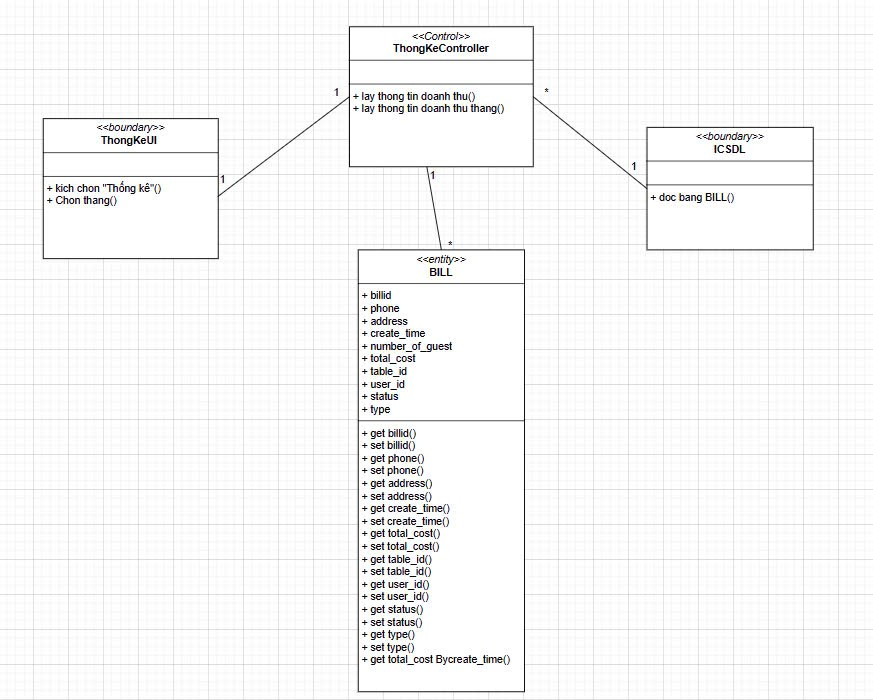 <<Control>>
ThongKeController
+ lay thong tin doanh thu()
+ lay thong tin doanh thu thang()
1
*
1
<<boundary>>
ThongKeUI
+ kich chon "Thống kê"()
+ Chon thang()
1
<<boundary>>
ICSDL
+ doc bang BILL()
1
*
<<entity>>
BILL
+ billid
+ phone
+ address
+ create_time
+ number_of_guest
+ total_cost
+ table_id
+ user_id
+ status
+ type
+ get billid()
+ set billid()
+ get phone()
+ set phone()
+ get address()
+ set address()
+ get create_time()
+ set create_time()
+ get total_cost()
+ set total_cost()
+ get table_id()
+ set table_id()
+ get user_id()
+ set user_id()
+ get status()
+ set status()
+ get type()
+ set type()
+ get total_cost Bycreate_time()